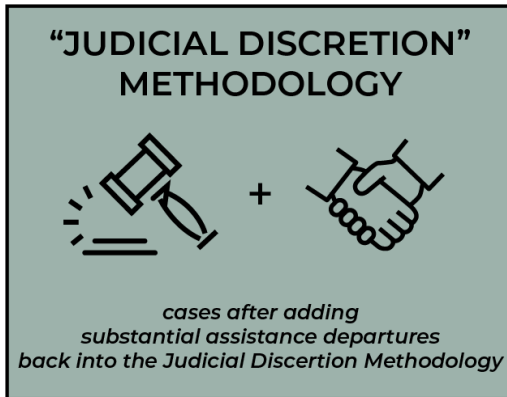 “JUDICIAL DISCRETION”
METHODOLOGY
+
cases after adding
substantial assistance departures
back into the Judicial Discertion Methodology